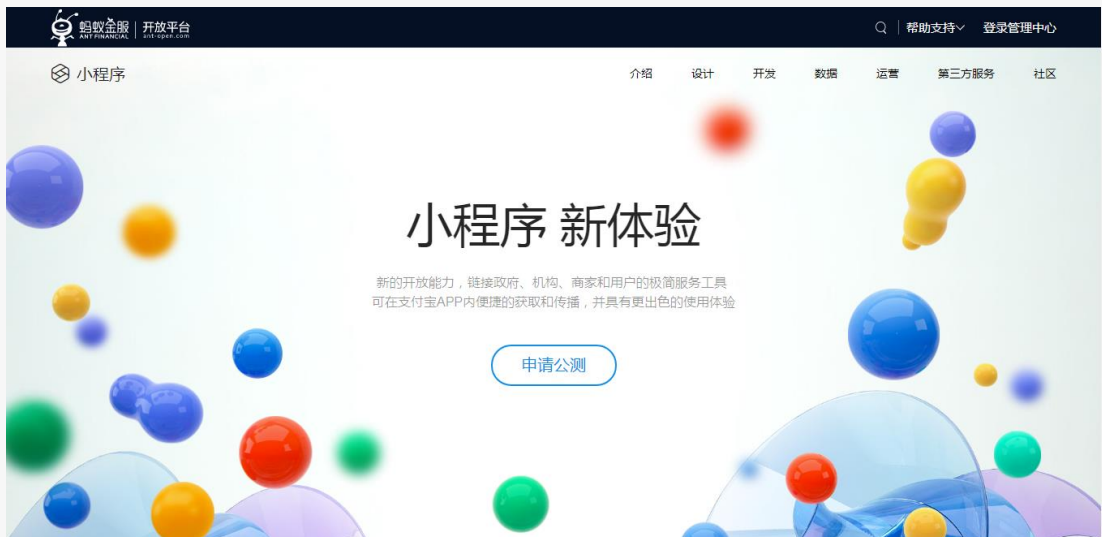 蚂蚁金服 开放平台
ANT FINANCIAL ant-open.com
帮助支持 登录管理中心
小程序
介绍 设计 开发 数据 运营 第三方服务 社区
小程序 新体验
新的开放能力，链接政府、机构、商家和用户的极简服务工具
可在支付宝APP内便捷的获取和传播，并具有更出色的使用体验
申请公测